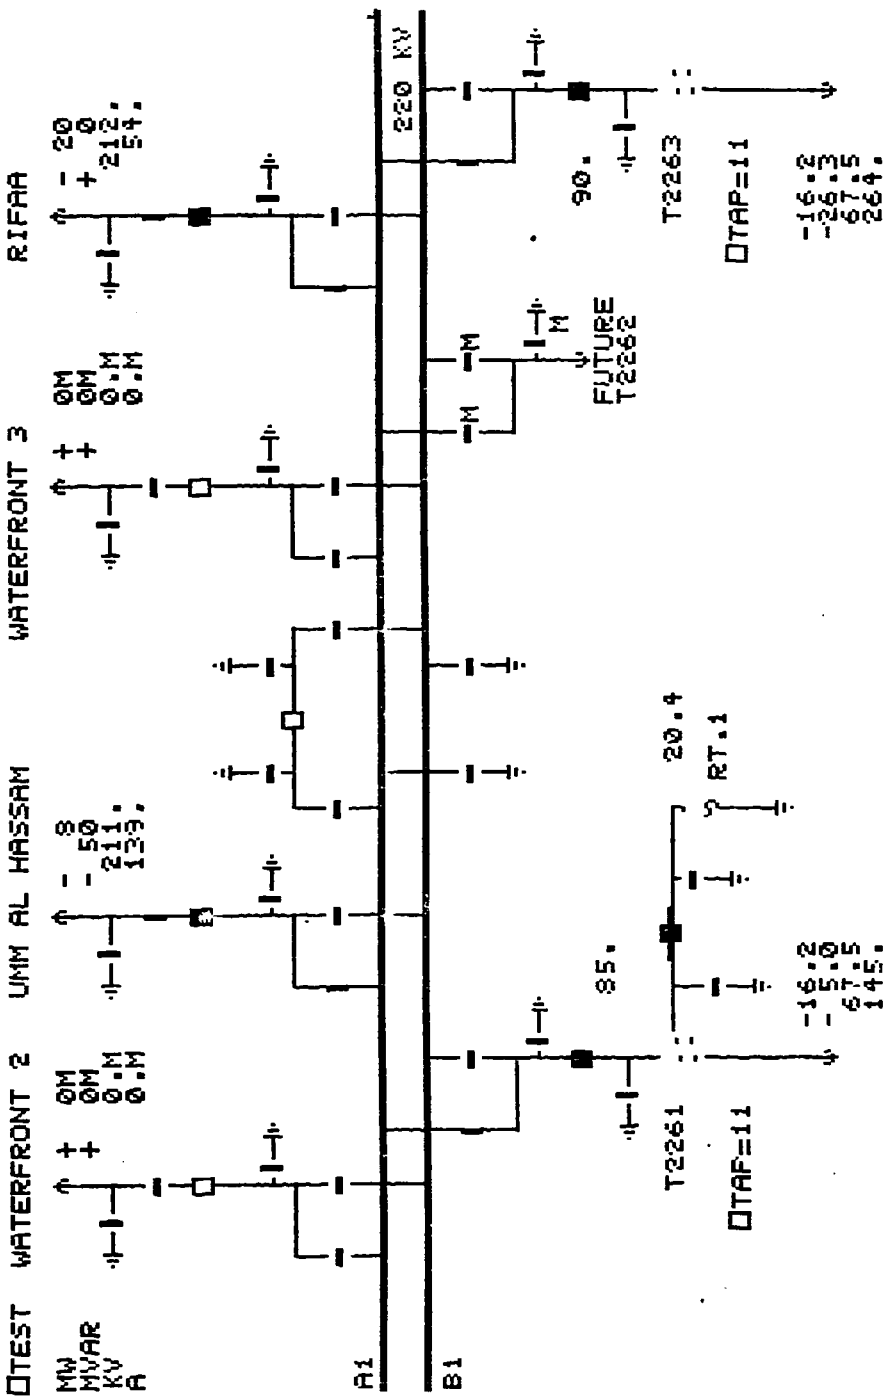 TEST WATERFRONT 2 UMM AL HASSAM WATERFRONT 3 RIFAA
MW + 0M - 8 + 0M - 20
MVAR + 0M - 50 + 0M + 0
KV 0.M 211. 0.M 212.
A 0.M 139. 0.M 54.
A1
220 KV
B1
M M
M
85. 90.
FUTURE
T2262
T2261 20.4 T2263
RT.1
TAP=11 TAP=11
-16.2 -16.2
-15.0 -26.3
67.5 67.5
145. 264.